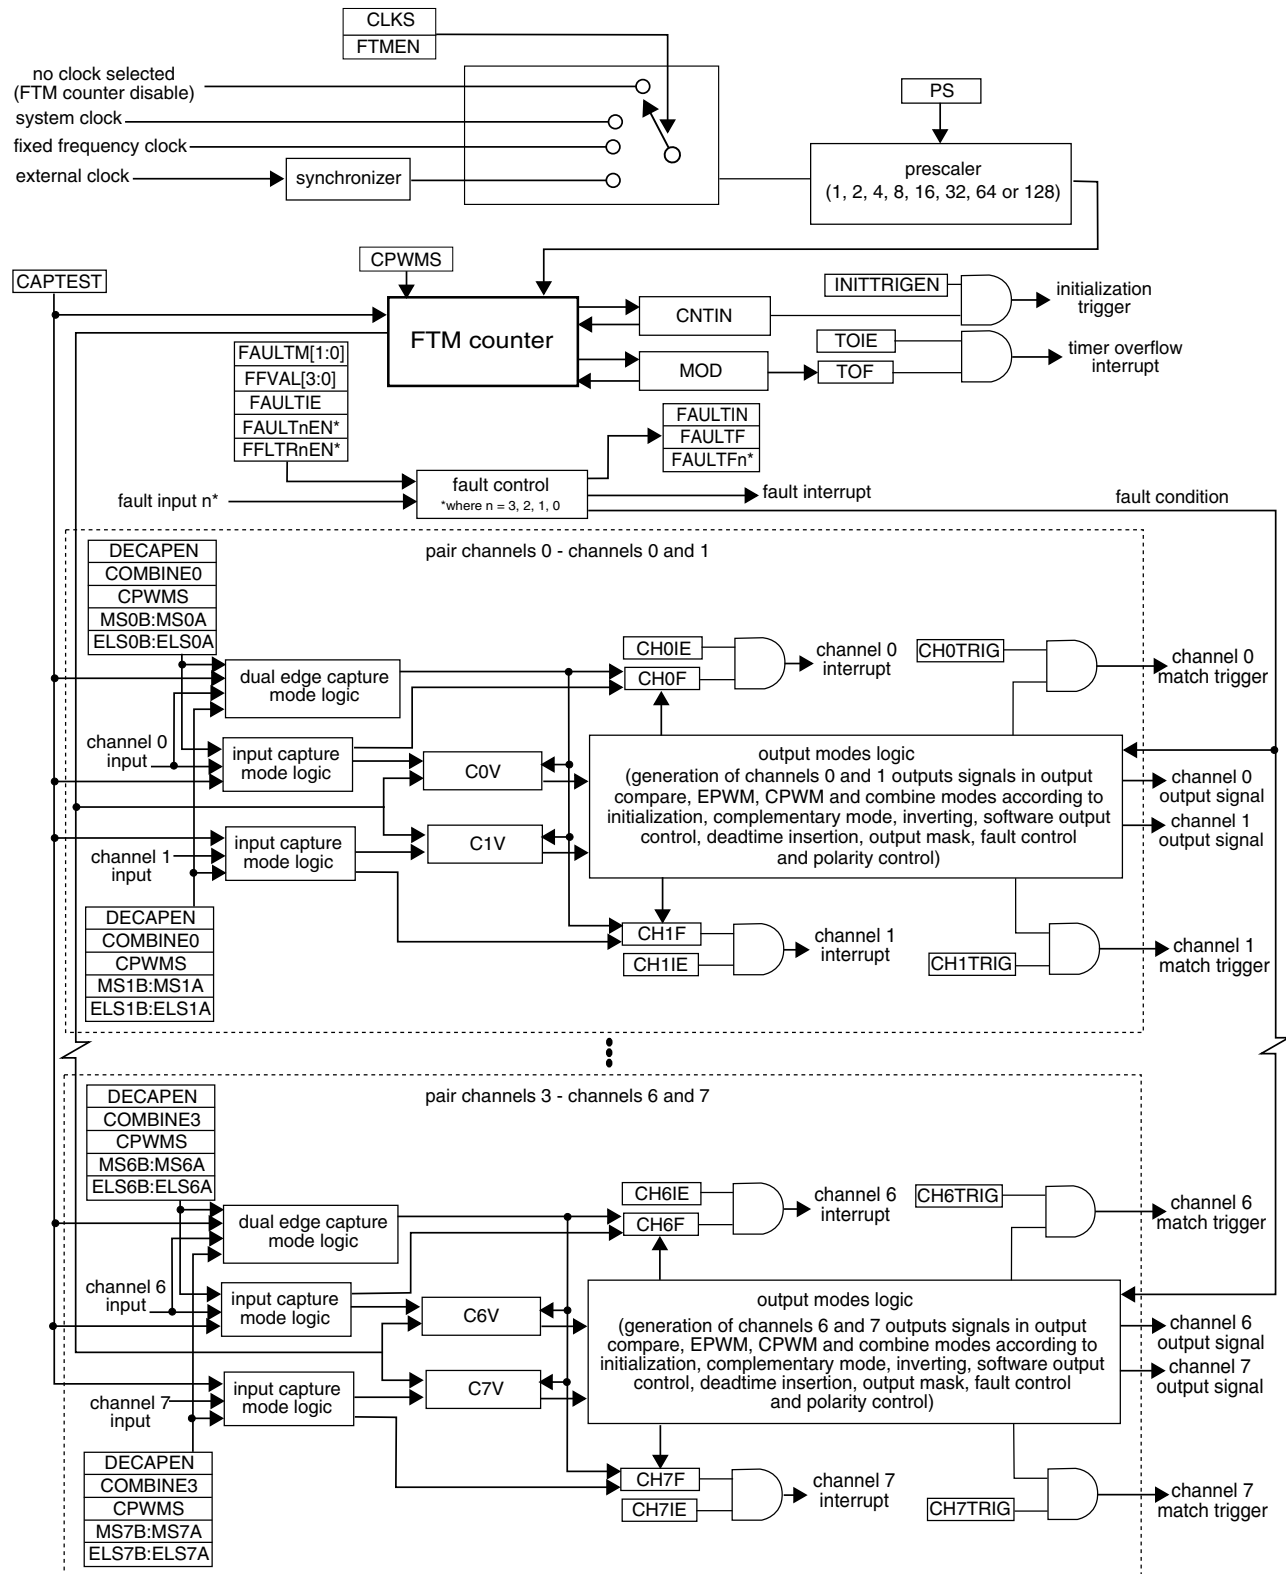 CLKS
FTMEN
no clock selected
(FTM counter disable)
system clock
fixed frequency clock
external clock
synchronizer
PS
prescaler
(1, 2, 4, 8, 16, 32, 64 or 128)
CPWMS
CAPTEST
FTM counter
CNTIN
MOD
INITTRIGEN
initialization
trigger
TOIE
TOF
timer overflow
interrupt
FAULTM[1:0]
FFVAL[3:0]
FAULTIE
FAULTnEN*
FFLTRnEN*
FAULTIN
FAULTF
FAULTFn*
fault input n*
fault control
*where n = 3, 2, 1, 0
fault interrupt
fault condition
pair channels 0 - channels 0 and 1
DECAPEN
COMBINE0
CPWMS
MS0B:MS0A
ELS0B:ELS0A
dual edge capture
mode logic
CH0IE
CH0F
channel 0
interrupt
CH0TRIG
channel 0
match trigger
channel 0
input
input capture
mode logic
C0V
output modes logic
(generation of channels 0 and 1 outputs signals in output
compare, EPWM, CPWM and combine modes according to
initialization, complementary mode, inverting, software output
control, deadtime insertion, output mask, fault control
and polarity control)
channel 0
output signal
channel 1
output signal
channel 1
input
input capture
mode logic
C1V
DECAPEN
COMBINE0
CPWMS
MS1B:MS1A
ELS1B:ELS1A
CH1F
CH1IE
channel 1
interrupt
CH1TRIG
channel 1
match trigger
pair channels 3 - channels 6 and 7
DECAPEN
COMBINE3
CPWMS
MS6B:MS6A
ELS6B:ELS6A
dual edge capture
mode logic
CH6IE
CH6F
channel 6
interrupt
CH6TRIG
channel 6
match trigger
channel 6
input
input capture
mode logic
C6V
output modes logic
(generation of channels 6 and 7 outputs signals in output
compare, EPWM, CPWM and combine modes according to
initialization, complementary mode, inverting, software output
control, deadtime insertion, output mask, fault control
and polarity control)
channel 6
output signal
channel 7
output signal
channel 7
input
input capture
mode logic
C7V
DECAPEN
COMBINE3
CPWMS
MS7B:MS7A
ELS7B:ELS7A
CH7F
CH7IE
channel 7
interrupt
CH7TRIG
channel 7
match trigger